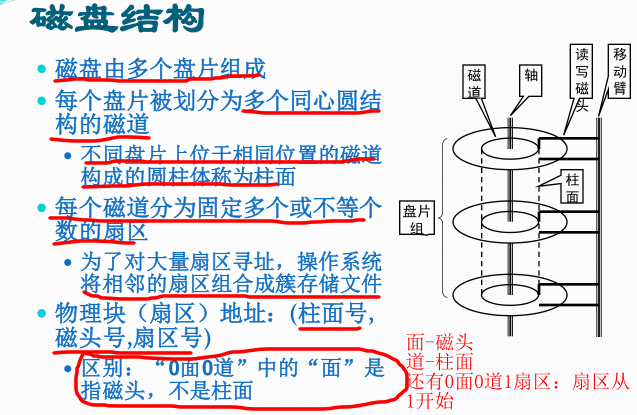 磁盘结构
磁盘由多个盘片组成
每个盘片被划分为多个同心圆结
构的磁道
不同盘片上位于相同位置的磁道
构成的圆柱体称为柱面
每个磁道分为固定多个或不等个
数的扇区
为了对大量扇区寻址，操作系统
将相邻的扇区组合成簇存储文件
物理块（扇区）地址：(柱面号,
磁头号,扇区号)
区别：“0面0道”中的“面”是
指磁头，不是柱面
磁道
轴
读写磁头
移动臂
柱面
盘片
组
面-磁头
道-柱面
还有0面0道1扇区：扇区从
1开始